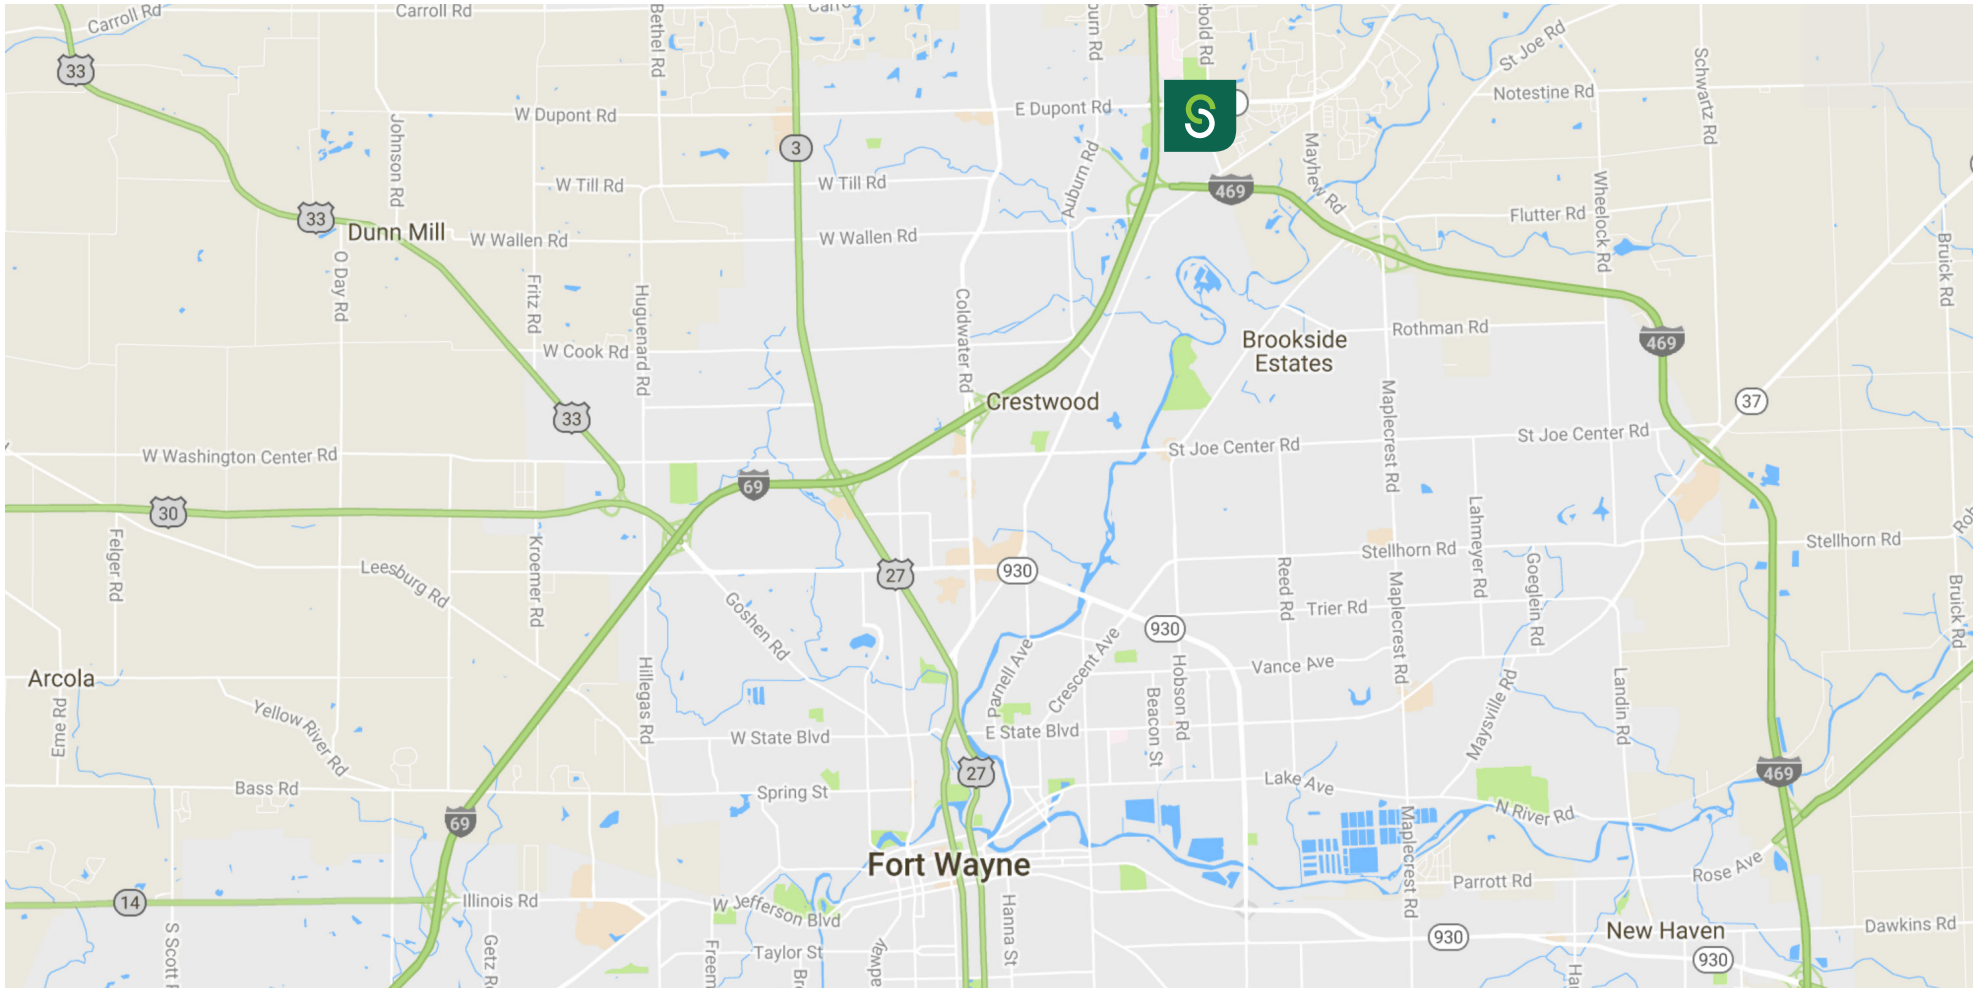 Carroll Rd
Carroll Rd
Bethel Rd
St Joe Rd
Schwartz Rd
33
W Dupont Rd
E Dupont Rd
Notestine Rd
Johnson Rd
3
Mayhew Rd
W Till Rd
W Till Rd
Auburn Rd
469
Wheelock Rd
33
Dunn Mill
W Wallen Rd
W Wallen Rd
Flutter Rd
O Day Rd
Fritz Rd
Huguenard Rd
Coldwater Rd
Bruick Rd
W Cook Rd
Brookside
Estates
Rothman Rd
469
33
Crestwood
Maplecrest Rd
37
W Washington Center Rd
St Joe Center Rd
St Joe Center Rd
69
30
Lahmeyer Rd
Felger Rd
Kroemer Rd
Leesburg Rd
27
930
Reed Rd
Stellhorn Rd
Stellhorn Rd
Goeglein Rd
Maplecrest Rd
Bruick Rd
Goshen Rd
930
Trier Rd
Arcola
Hillegas Rd
Parnell Ave
Crescent Ave
Hobson Rd
Vance Ave
Landin Rd
Maysville Rd
Yellow River Rd
W State Blvd
E State Blvd
Beacon St
27
469
Bass Rd
Spring St
Lake Ave
N River Rd
69
Maplecrest Rd
Fort Wayne
Parrott Rd
Rose Ave
14
Illinois Rd
W Jefferson Blvd
Hanna St
930
New Haven
Dawkins Rd
Taylor St
930